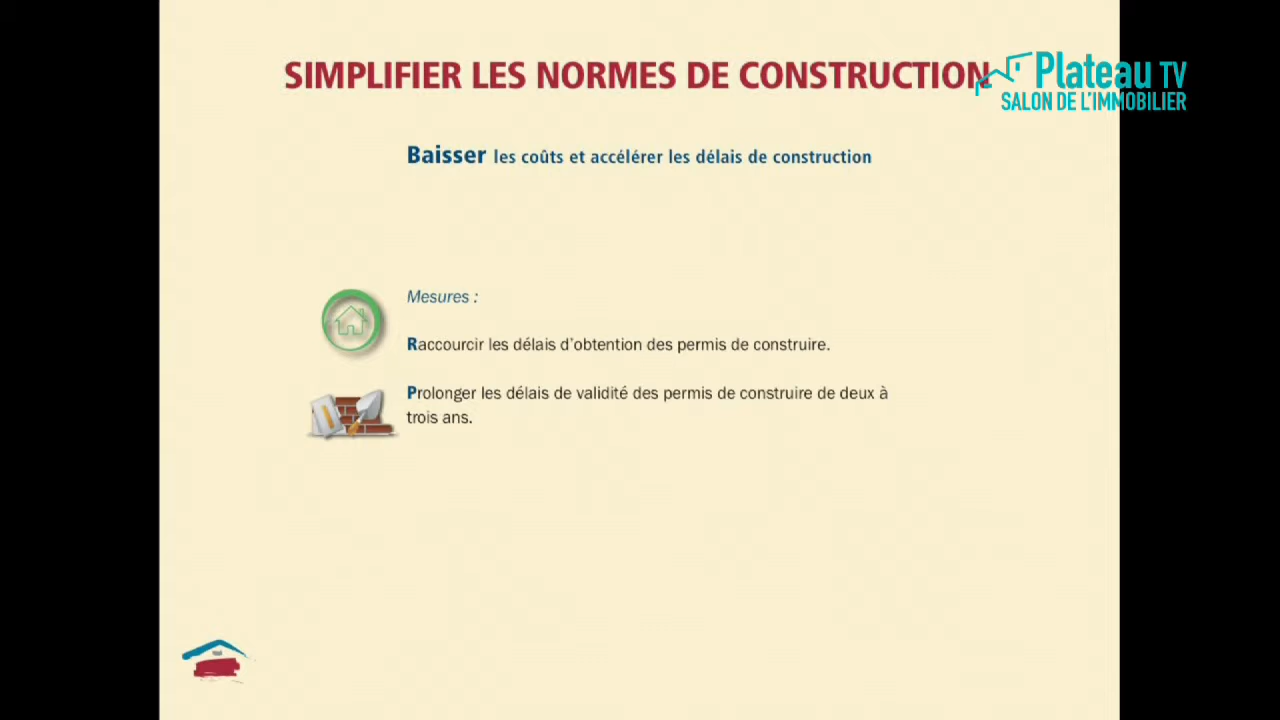 SIMPLIFIER LES NORMES DE CONSTRUCTION
Plateau TV
SALON DE L'IMMOBILIER
Baisser les coûts et accélérer les délais de construction
Mesures :
Raccourcir les délais d'obtention des permis de construire.
Prolonger les délais de validité des permis de construire de deux à
trois ans.